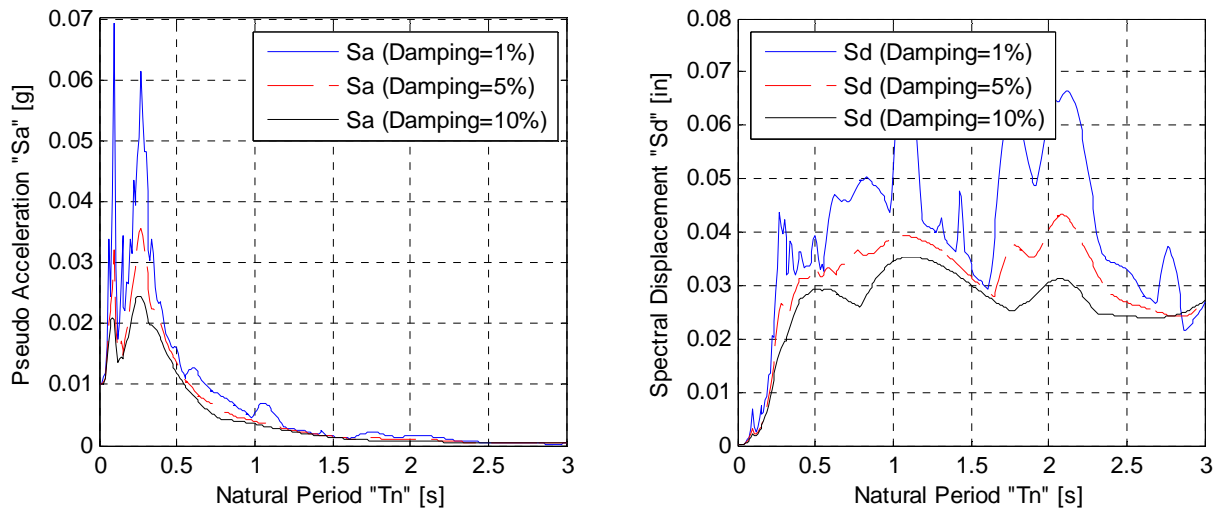 0.07
0.06
0.05
0.04
0.03
0.02
0.01
0
Pseudo Acceleration "Sa" [g]
Sa (Damping=1%)
Sa (Damping=5%)
Sa (Damping=10%)
0 0.5 1 1.5 2 2.5 3
Natural Period "Tn" [s]
0.08
0.07
0.06
0.05
0.04
0.03
0.02
0.01
0
Spectral Displacement "Sd" [in]
Sd (Damping=1%)
Sd (Damping=5%)
Sd (Damping=10%)
0 0.5 1 1.5 2 2.5 3
Natural Period "Tn" [s]